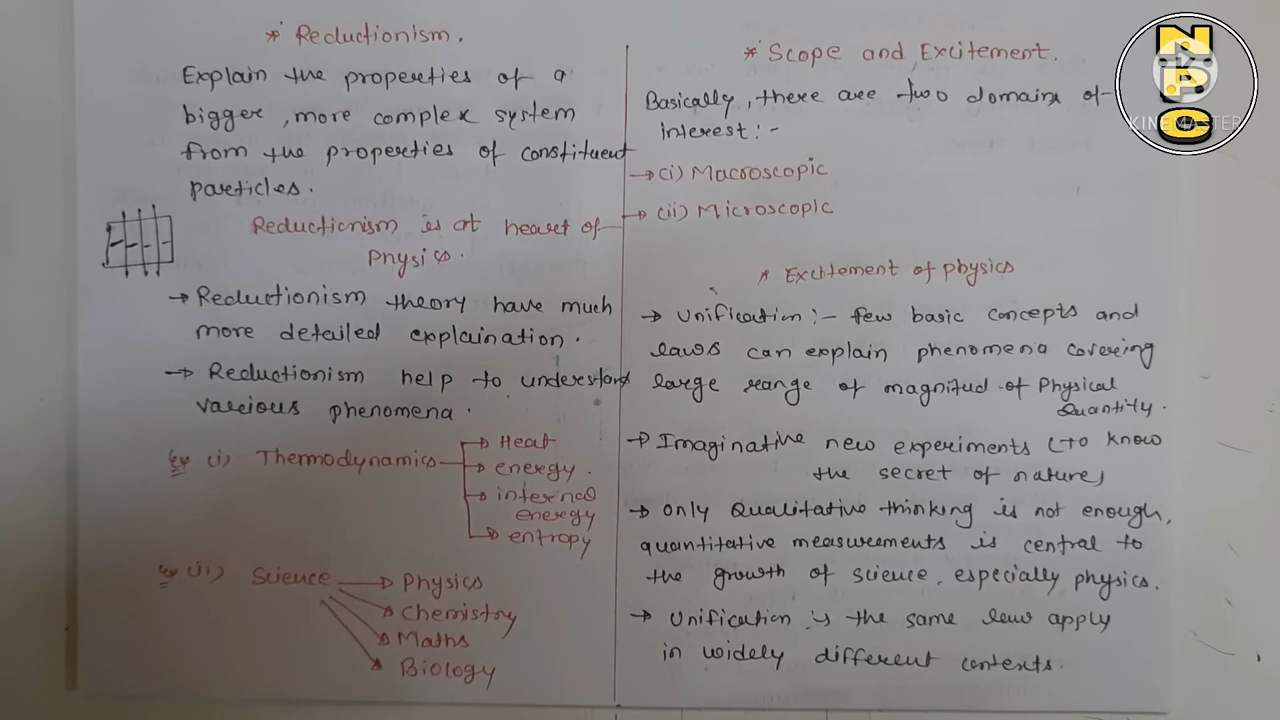 * Reductionism.
Explain the properties of a
bigger, more complex system
from the properties of constituent
particles.
Reductionism is at heart of
Physics.
→ Reductionism theory have much
more detailed explaination.
→ Reductionism help to understand
various phenomena.
Ex (i) Thermodynamics → Heat
→ energy.
→ internal
energy
→ entropy
Ex (ii) Science → Physics
Chemistry
Maths
Biology
* Scope and Excitement.
Basically, there are two domains of
interest :-
→ (i) Macroscopic
→ (ii) Microscopic
* Excitement of physics
→ Unification :- few basic concepts and
laws can explain phenomena covering
large range of magnitud of Physical
Quantity.
→ Imaginative new experiments (to know
the secret of nature)
→ Only Qualitative thinking is not enough,
quantitative measurements is central to
the growth of science, especially physics.
→ Unification is the same law apply
in widely different contexts.
NPC
KINEMASTER